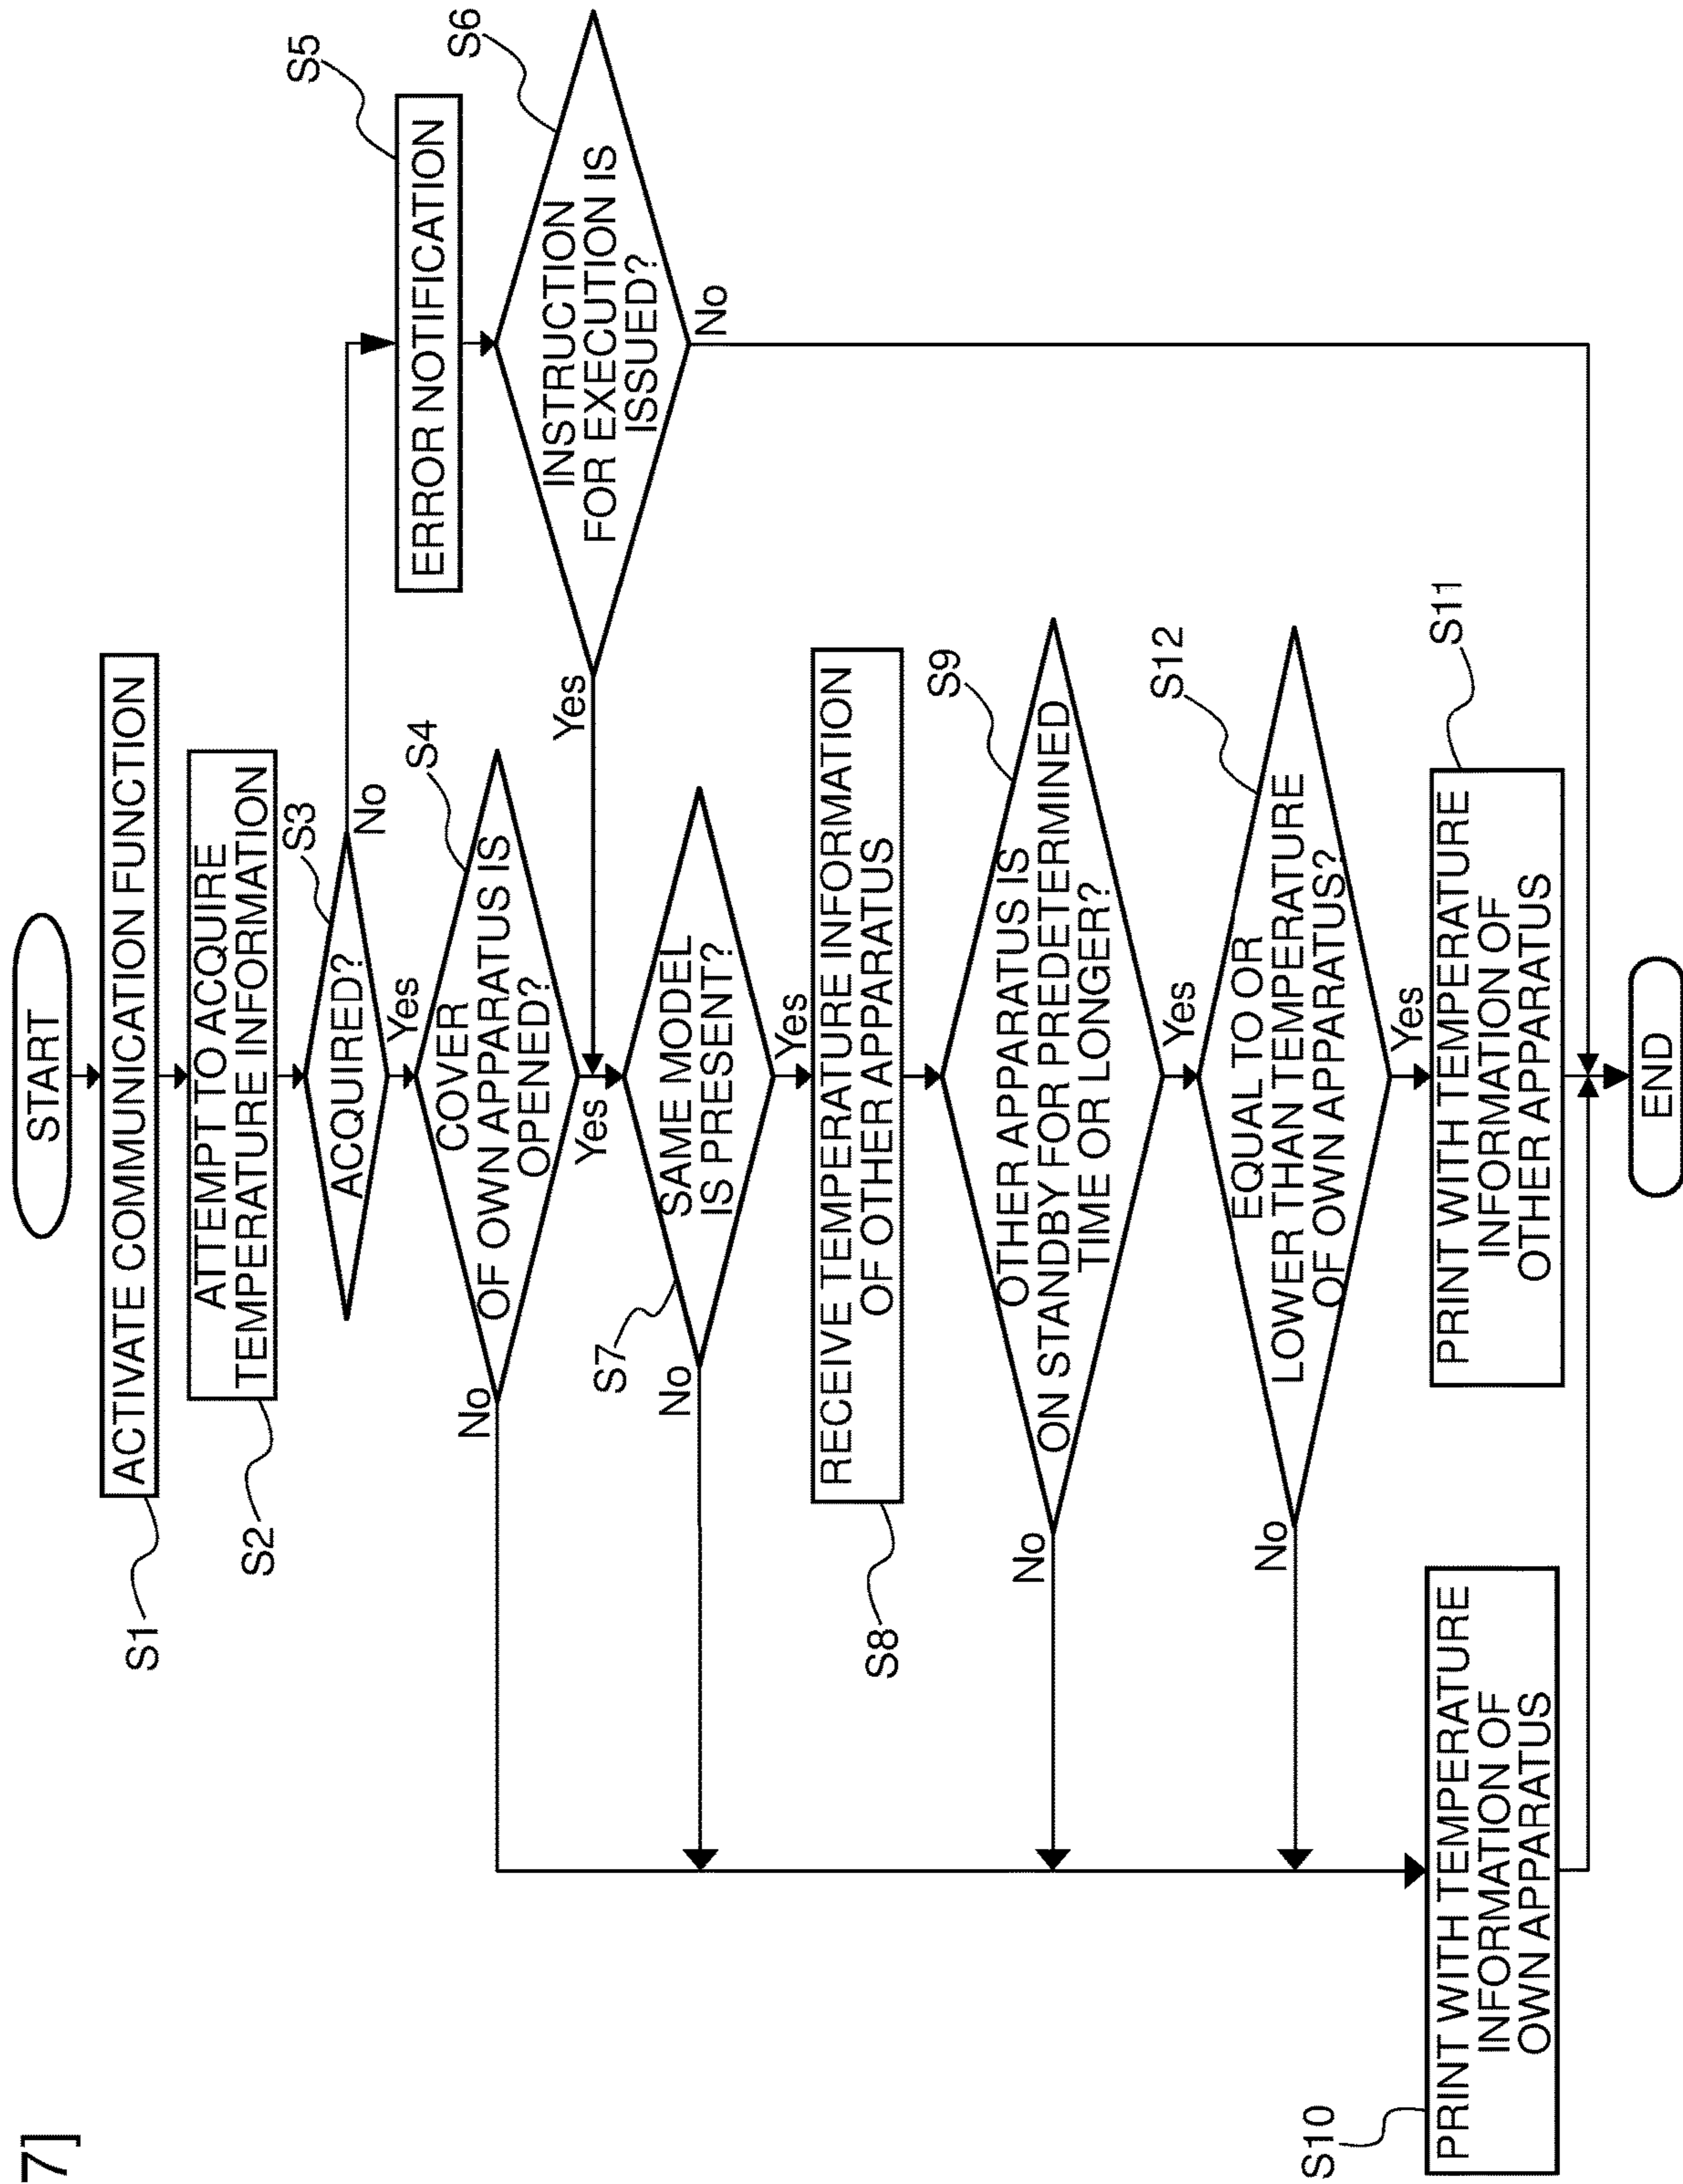 7]
START
S1
ACTIVATE COMMUNICATION FUNCTION
S2
ATTEMPT TO ACQUIRE
TEMPERATURE INFORMATION
S3
ACQUIRED?
No
Yes
S4
COVER
OF OWN APPARATUS IS
OPENED?
No
Yes
S5
ERROR NOTIFICATION
S6
INSTRUCTION
FOR EXECUTION IS
ISSUED?
Yes
No
S7
SAME MODEL
IS PRESENT?
No
Yes
S8
RECEIVE TEMPERATURE INFORMATION
OF OTHER APPARATUS
S9
OTHER APPARATUS IS
ON STANDBY FOR PREDETERMINED
TIME OR LONGER?
No
Yes
S12
EQUAL TO OR
LOWER THAN TEMPERATURE
OF OWN APPARATUS?
No
Yes
S10
PRINT WITH TEMPERATURE
INFORMATION OF
OWN APPARATUS
S11
PRINT WITH TEMPERATURE
INFORMATION OF
OTHER APPARATUS
END